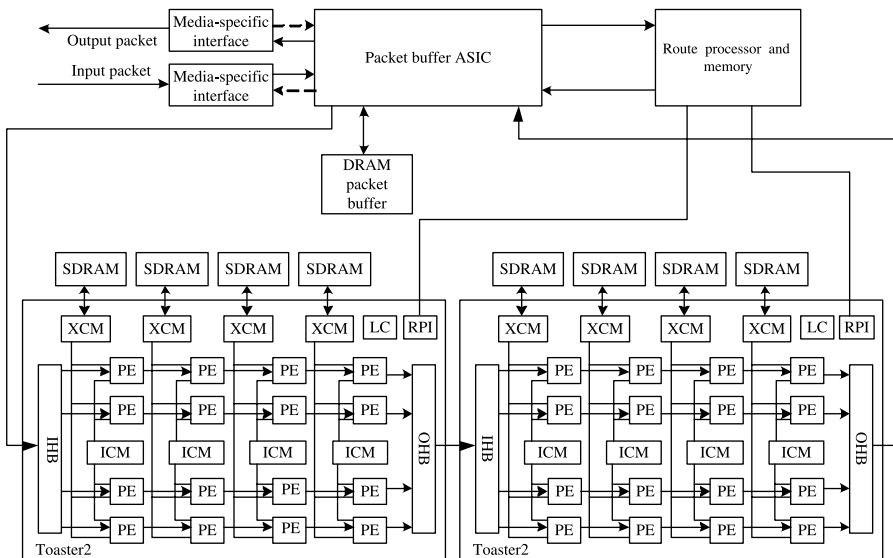 Output packet
Media-specific
interface
Input packet
Media-specific
interface
Packet buffer ASIC
Route processor and
memory
DRAM
packet
buffer
SDRAM SDRAM SDRAM SDRAM SDRAM SDRAM SDRAM SDRAM
XCM XCM XCM XCM LC RPI XCM XCM XCM XCM LC RPI
PE PE PE PE PE PE PE PE
PE PE PE PE PE PE PE PE
IHB ICM ICM ICM ICM OHB IHB ICM ICM ICM ICM OHB
PE PE PE PE PE PE PE PE
PE PE PE PE PE PE PE PE
Toaster2 Toaster2